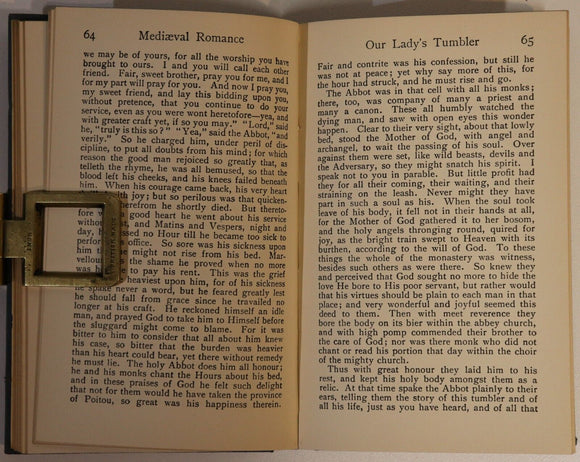 64 Mediæval Romance
we may be of yours, for all the worship you have
brought to ours. I and you will call each other
friend. Fair, sweet brother, pray you for me, and I
for my part will pray for you. And now I pray you,
my sweet friend, and lay this bidding upon you,
without pretence, that you continue to do your
service, even as you were wont heretofore—yea, and
with greater craft yet, if so you may." "Lord," said
he, "truly is this so?" "Yea," said the Abbot, "and
verily." So he charged him, under peril of dis-
cipline, to put all doubts from his mind; for which
reason the good man rejoiced so greatly that, as
telleth the rhyme, he was all bemused, so that the
blood left his cheeks, and his knees failed beneath
him. When his courage came back, his very heart
with joy; but so perilous was that quicken-
herefrom he shortly died. But thereto-
fore with a good heart he went about his service
and Matins and Vespers, night and
day, he missed no Hour till he became too sick to
perform office. So sore was his sickness upon
him that might not rise from his bed. Mar-
vellous the shame he proved when no more
was he to pay his rent. This was the grief
heaviest upon him, for of his sickness
he spake never a word, but he feared greatly lest
he should fall from grace since he travailed no
longer at his craft. He reckoned himself an idle
man, and prayed God to take him to Himself before
the sluggard might come to blame. For it was
bitter to him to consider that all about him knew
his case, so bitter that the burden was heavier
than his heart could bear, yet there without remedy
he must lie. The holy Abbot does him all honour;
he and his monks chant the Hours about his bed,
and in these praises of God he felt such delight
that not for them would he have taken the province
of Poitou, so great was his happiness therein.
Our Lady's Tumbler 65
Fair and contrite was his confession, but still he
was not at peace; yet why say more of this, for
the hour had struck, and he must rise and go.
The Abbot was in that cell with all his monks;
there, too, was company of many a priest and
many a canon. These all humbly watched the
dying man, and saw with open eyes this wonder
happen. Clear to their very sight, about that lowly
bed, stood the Mother of God, with angel and
archangel, to wait the passing of his soul. Over
against them were set, like wild beasts, devils and
the Adversary, so they might snatch his spirit. I
speak not to you in parable. But little profit had
they for all their coming, their waiting, and their
straining on the leash. Never might they have
part in such a soul as his. When the soul took
leave of his body, it fell not in their hands at all,
for the Mother of God gathered it to her bosom,
and the holy angels thronging round, quired for
joy, as the bright train swept to Heaven with its
burthen, according to the will of God. To these
things the whole of the monastery was witness,
besides such others as were there. So knew they
and perceived that God sought no more to hide the
love He bore to His poor servant, but rather would
that his virtues should be plain to each man in that
place; and very wonderful and joyful seemed this
deed to them. Then with meet reverence they
bore the body on its bier within the abbey church,
and with high pomp commended their brother to
the care of God; nor was there monk who did not
chant or read his portion that day within the choir
of the mighty church.
Thus with great honour they laid him to his
rest, and kept his holy body amongst them as a
relic. At that time spake the Abbot plainly to their
ears, telling them the story of this tumbler and of
all his life, just as you have heard, and of all that